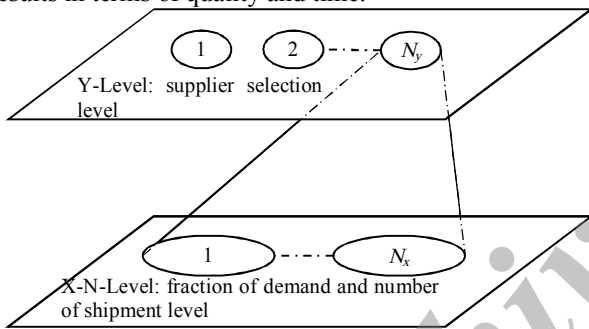 esults in terms of quality and time.
1 2 N_y
Y-Level: supplier selection
level
1 N_x
X-N-Level: fraction of demand and number
of shipment level